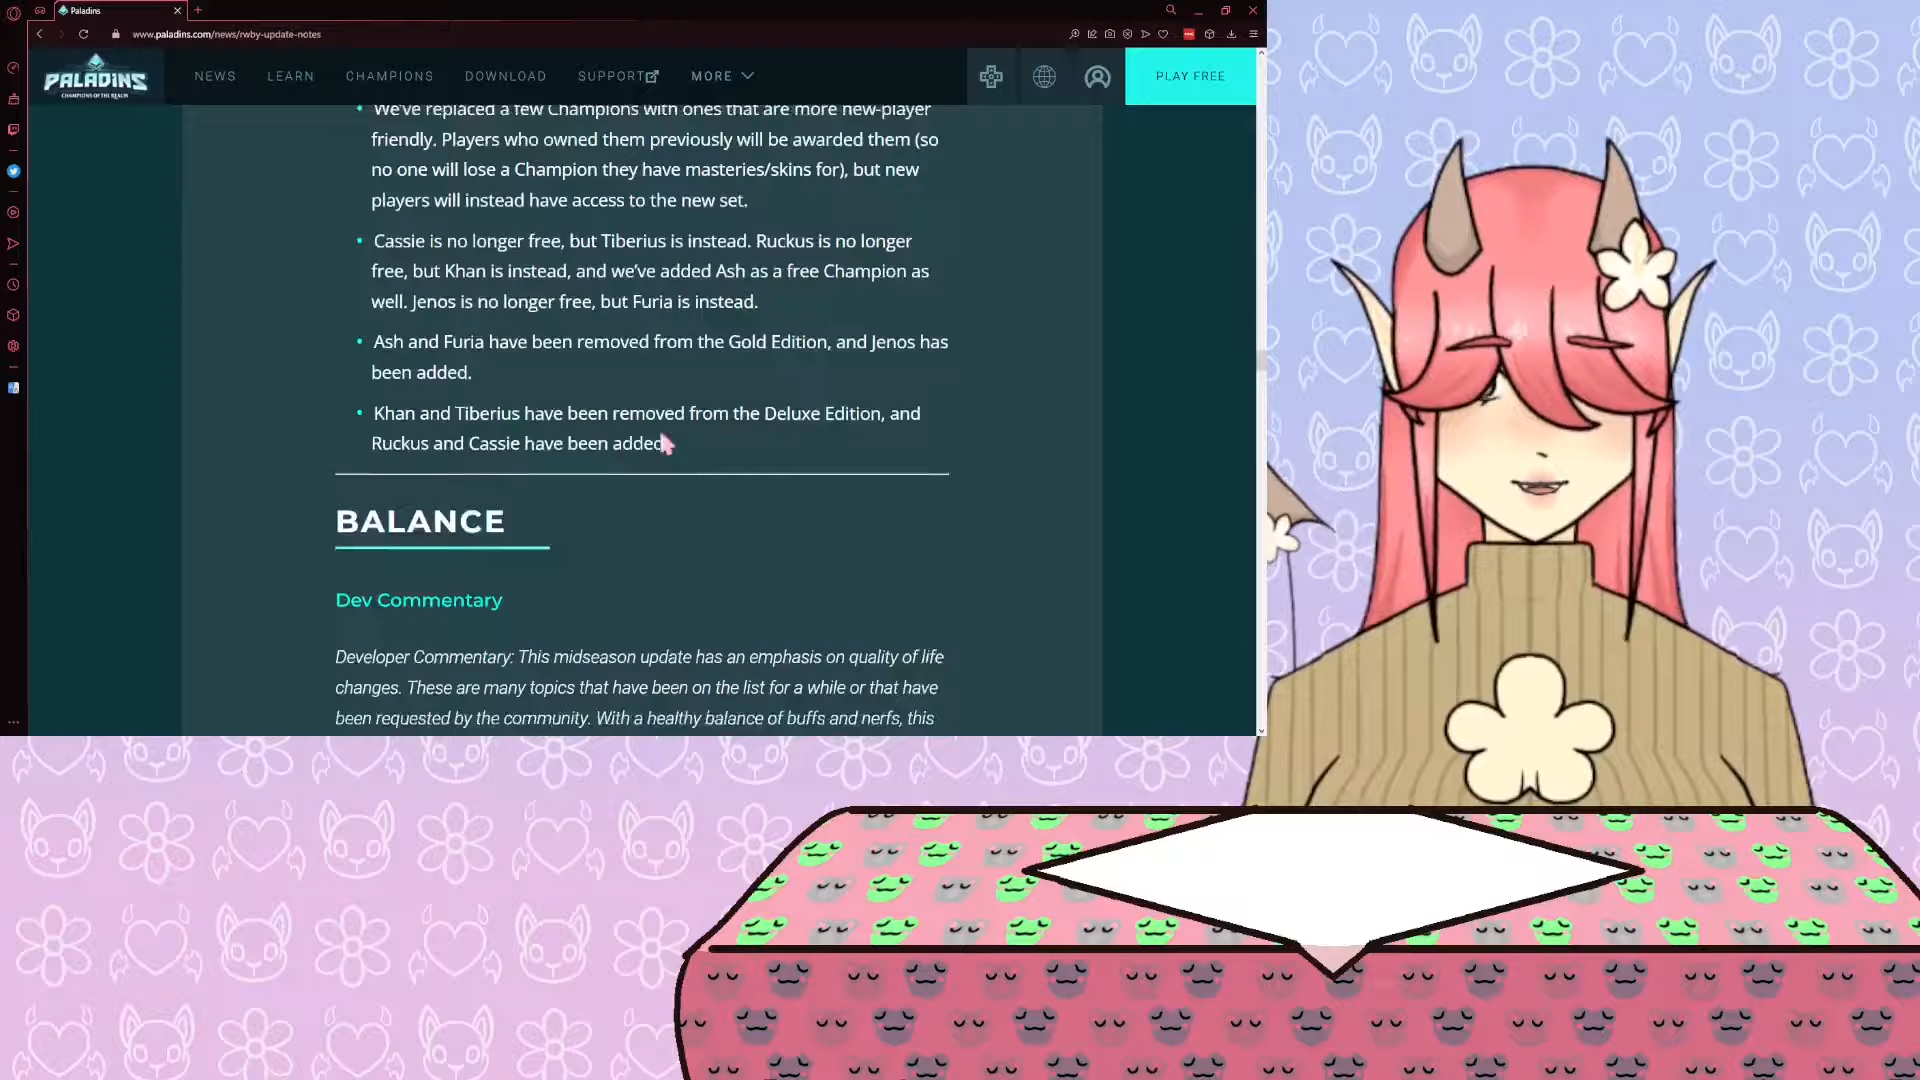 Paladins
www.paladins.com/news/rwby-update-notes
PALADINS
CHAMPIONS OF THE REALM
NEWS
LEARN
CHAMPIONS
DOWNLOAD
SUPPORT
MORE
PLAY FREE
We've replaced a few Champions with ones that are more new-player
friendly. Players who owned them previously will be awarded them (so
no one will lose a Champion they have masteries/skins for), but new
players will instead have access to the new set.
Cassie is no longer free, but Tiberius is instead. Ruckus is no longer
free, but Khan is instead, and we've added Ash as a free Champion as
well. Jenos is no longer free, but Furia is instead.
Ash and Furia have been removed from the Gold Edition, and Jenos has
been added.
Khan and Tiberius have been removed from the Deluxe Edition, and
Ruckus and Cassie have been added
BALANCE
Dev Commentary
Developer Commentary: This midseason update has an emphasis on quality of life
changes. These are many topics that have been on the list for a while or that have
been requested by the community. With a healthy balance of buffs and nerfs, this